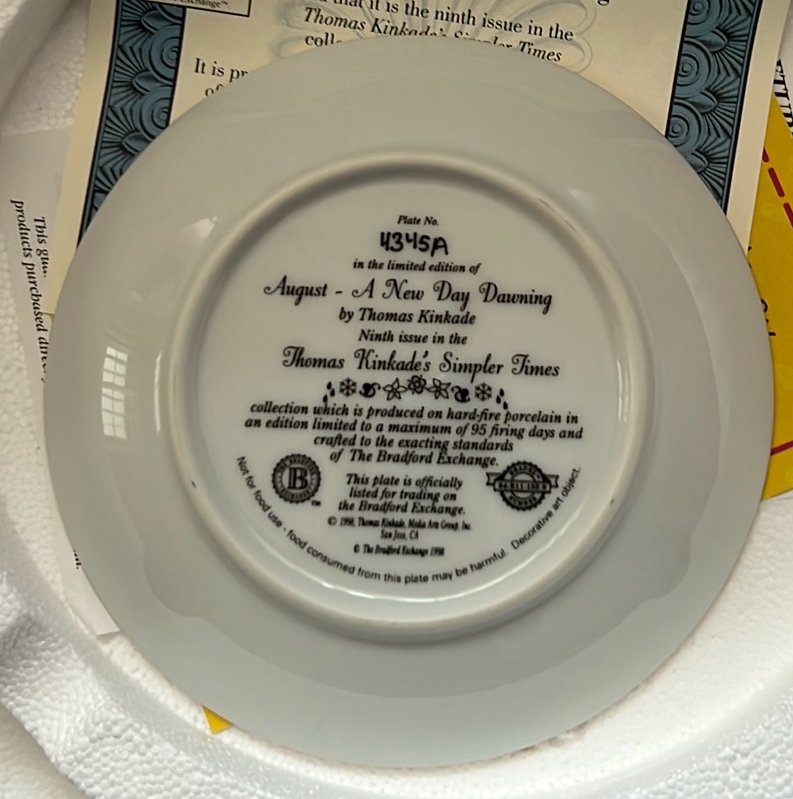 Exchange™
it is the ninth issue in the
Thomas Kinkade's Simpler Times
It is
Plate No.
4345A
in the limited edition of
August - A New Day Dawning
by Thomas Kinkade
Ninth issue in the
Thomas Kinkade's Simpler Times
collection which is produced on hard-fire porcelain in
an edition limited to a maximum of 95 firing days and
crafted to the exacting standards
of The Bradford Exchange.
B
TM
This plate is officially
listed for trading on
the Bradford Exchange.
© 1998, Thomas Kinkade, Media Arts Group, Inc.
San Jose, CA
© The Bradford Exchange 1998
Not for food use - food consumed from this plate may be harmful. Decorative art object.
This
products purchased